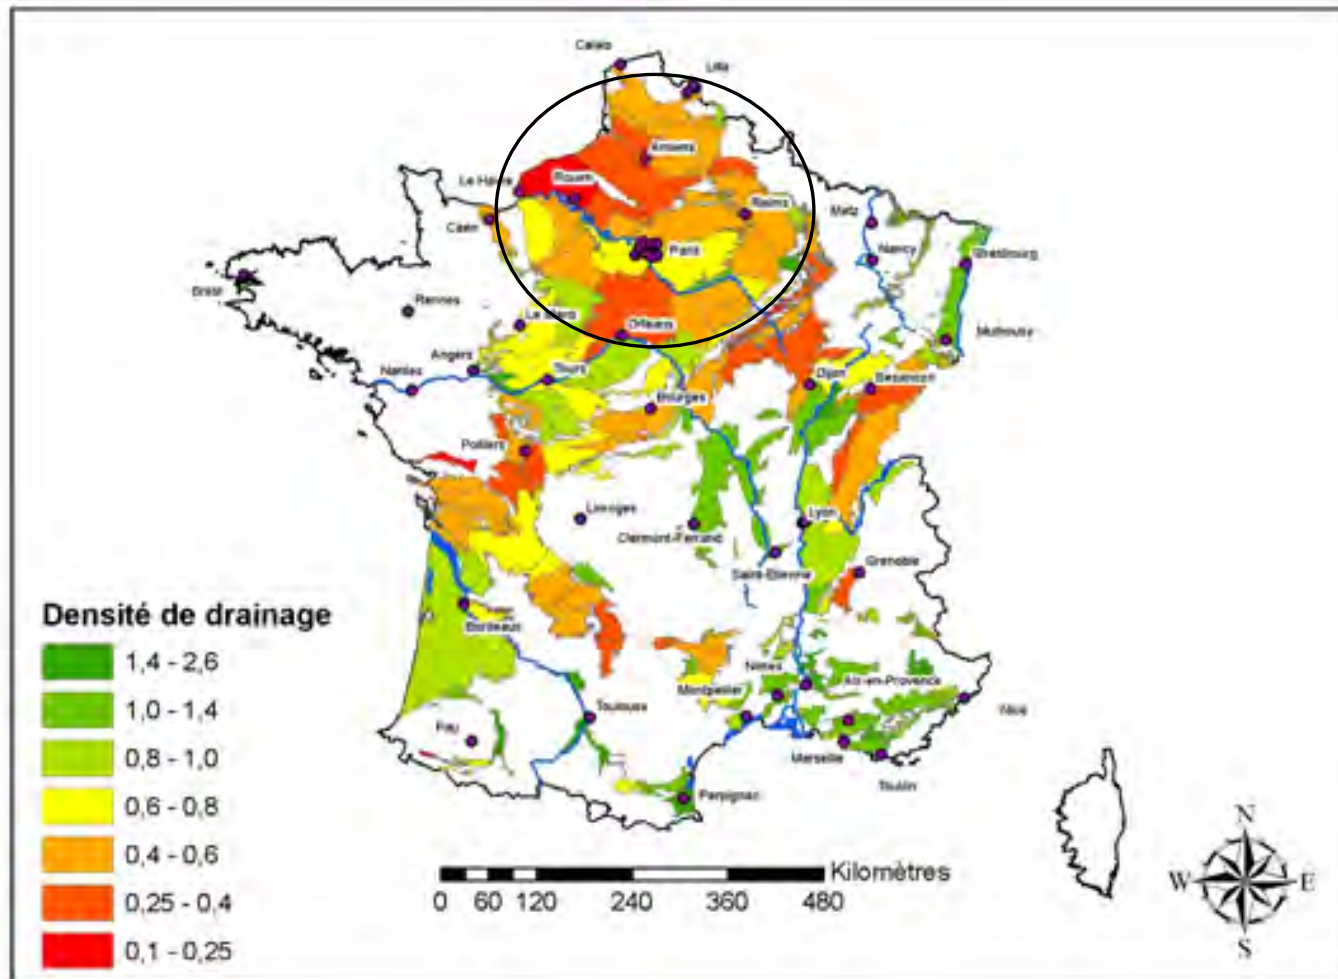 Calais
Lille
Amiens
Le Havre
Rouen
Reims
Metz
Caen
Paris
Nancy
Strasbourg
Brest
Rennes
Le Mans
Orléans
Mulhouse
Angers
Nantes
Tours
Dijon
Besancon
Bourges
Poitiers
Limoges
Lyon
Clermont-Ferrand
Saint-Etienne
Grenoble
Densité de drainage
Bordeaux
1,4 - 2,6
Nimes
Montpellier
Aix-en-Provence
1,0 - 1,4
Toulouse
Nice
Pau
0,8 - 1,0
Marseille
Toulon
Perpignan
0,6 - 0,8
N
0,4 - 0,6
Kilomètres
W
E
0,25 - 0,4
0 60 120 240 360 480
S
0,1 - 0,25